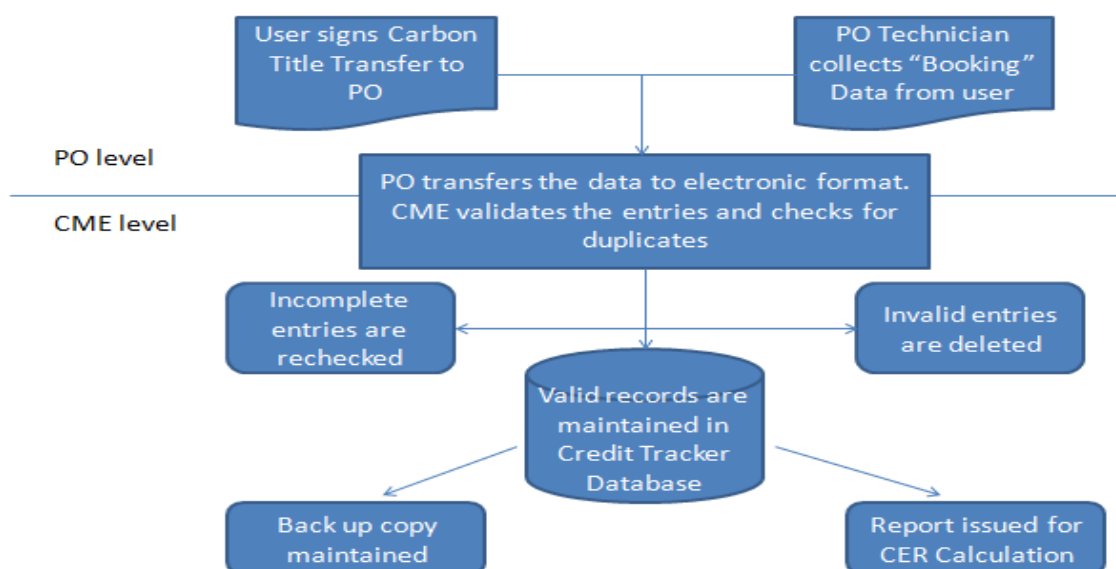 User signs Carbon
Title Transfer to
PO
PO Technician
collects “Booking”
Data from user
PO level
PO transfers the data to electronic format.
CME validates the entries and checks for
duplicates
CME level
Incomplete
entries are
rechecked
Invalid entries
are deleted
Valid records are
maintained in
Credit Tracker
Database
Back up copy
maintained
Report issued for
CER Calculation